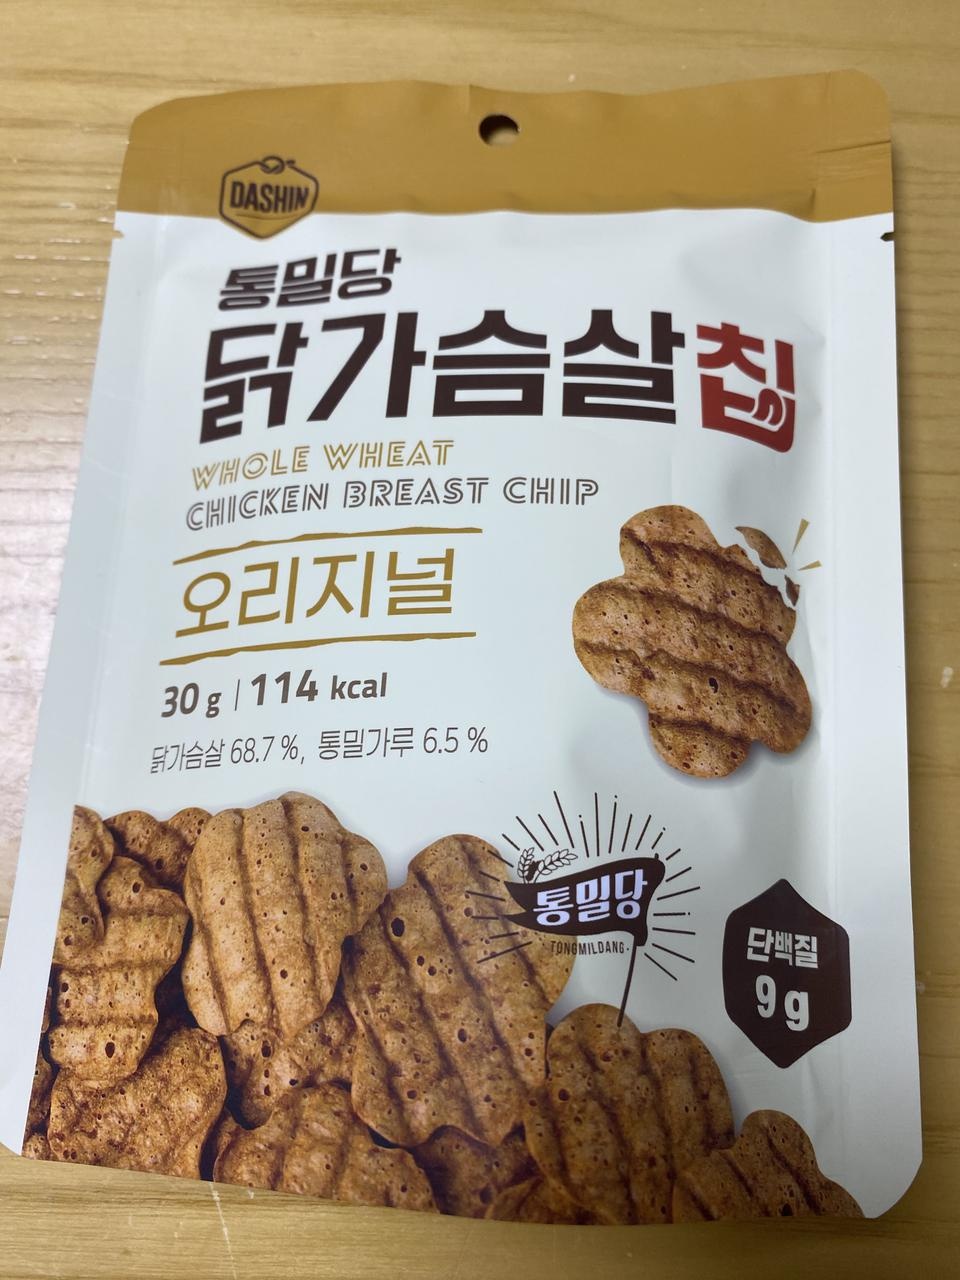 DASHIN
통밀당
닭가슴살칩
WHOLE WHEAT
CHICKEN BREAST CHIP
오리지널
30 g | 114 kcal
닭가슴살 68.7 %, 통밀가루 6.5 %
통밀당
TONGMILDANG
단백질
9 g